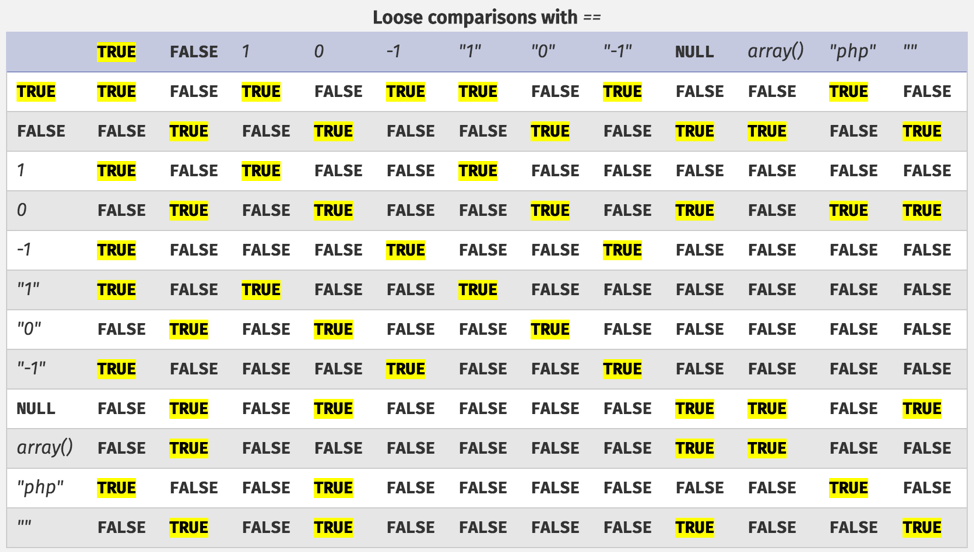 Loose comparisons with ==
TRUE FALSE 1 0 -1 "1" "0" "-1" NULL array() "php" ""
TRUE TRUE FALSE TRUE FALSE TRUE TRUE FALSE TRUE FALSE FALSE TRUE FALSE
FALSE FALSE TRUE FALSE TRUE FALSE FALSE TRUE FALSE TRUE TRUE FALSE TRUE
1 TRUE FALSE TRUE FALSE FALSE TRUE FALSE FALSE FALSE FALSE FALSE FALSE
0 FALSE TRUE FALSE TRUE FALSE FALSE TRUE FALSE TRUE FALSE TRUE TRUE
-1 TRUE FALSE FALSE FALSE TRUE FALSE FALSE TRUE FALSE FALSE FALSE FALSE
"1" TRUE FALSE TRUE FALSE FALSE TRUE FALSE FALSE FALSE FALSE FALSE FALSE
"0" FALSE TRUE FALSE TRUE FALSE FALSE TRUE FALSE FALSE FALSE FALSE FALSE
"-1" TRUE FALSE FALSE FALSE TRUE FALSE FALSE TRUE FALSE FALSE FALSE FALSE
NULL FALSE TRUE FALSE TRUE FALSE FALSE FALSE FALSE TRUE TRUE FALSE TRUE
array() FALSE TRUE FALSE FALSE FALSE FALSE FALSE FALSE TRUE TRUE FALSE FALSE
"php" TRUE FALSE FALSE TRUE FALSE FALSE FALSE FALSE FALSE FALSE TRUE FALSE
"" FALSE TRUE FALSE TRUE FALSE FALSE FALSE FALSE TRUE FALSE FALSE TRUE